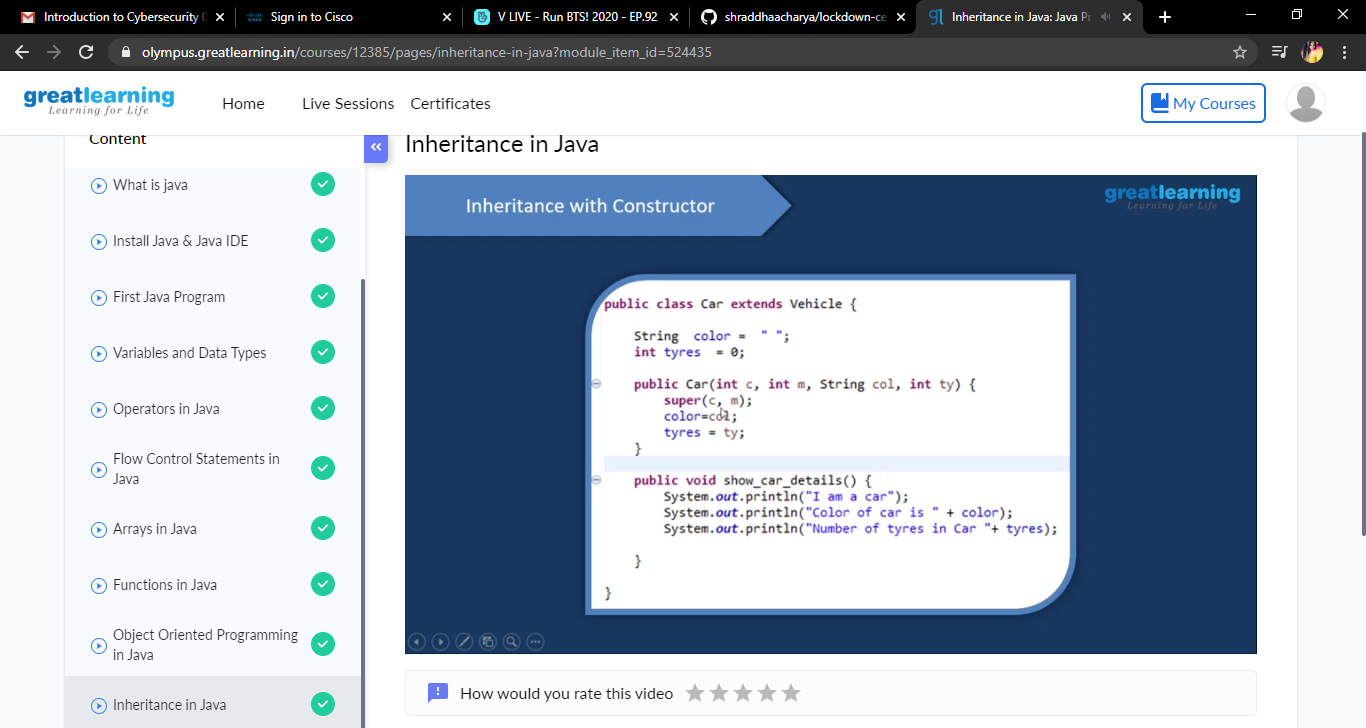 Introduction to Cybersecurity
Sign in to Cisco
V LIVE - Run BTS! 2020 - EP.92
shraddhaacharya/lockdown-ce
Inheritance in Java: Java Pr
olympus.greatlearning.in/courses/12385/pages/inheritance-in-java?module_item_id=524435
greatlearning
Learning for Life
Home
Live Sessions
Certificates
My Courses
Content
What is java
Install Java & Java IDE
First Java Program
Variables and Data Types
Operators in Java
Flow Control Statements in
Java
Arrays in Java
Functions in Java
Object Oriented Programming
in Java
Inheritance in Java
Inheritance in Java
Inheritance with Constructor
greatlearning
Learning for Life
public class Car extends Vehicle {
String color = " ";
int tyres = 0;
public Car(int c, int m, String col, int ty) {
super(c, m);
color=col;
tyres = ty;
}
public void show_car_details() {
System.out.println("I am a car");
System.out.println("Color of car is " + color);
System.out.println("Number of tyres in Car "+ tyres);
}
}
How would you rate this video